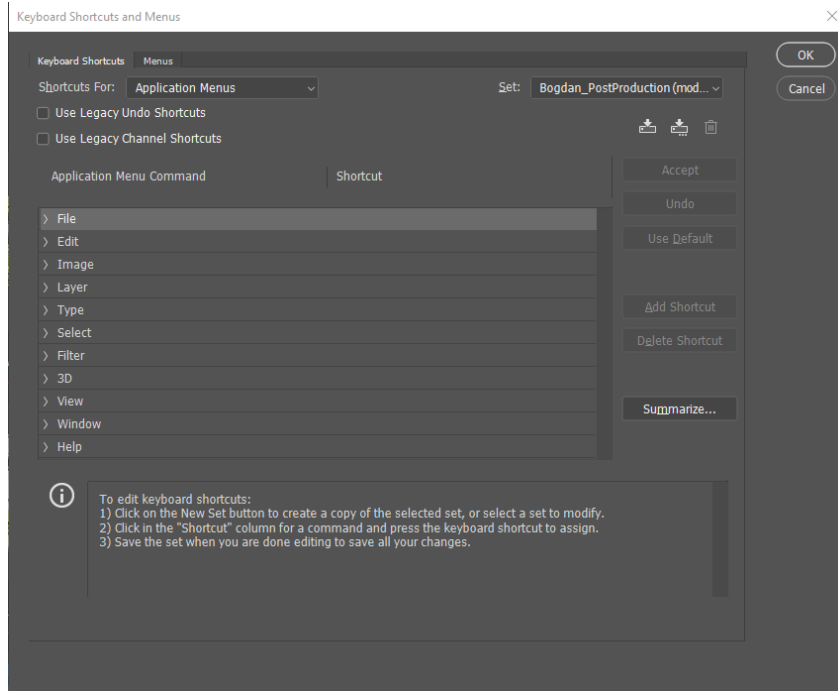 Keyboard Shortcuts and Menus
OK
Cancel
Keyboard Shortcuts Menus
Shortcuts For: Application Menus Set: Bogdan_PostProduction (mod...
Use Legacy Undo Shortcuts
Use Legacy Channel Shortcuts
Application Menu Command Shortcut
Accept
Undo
Use Default
Add Shortcut
Delete Shortcut
Summarize...
File
Edit
Image
Layer
Type
Select
Filter
3D
View
Window
Help
To edit keyboard shortcuts:
1) Click on the New Set button to create a copy of the selected set, or select a set to modify.
2) Click in the "Shortcut" column for a command and press the keyboard shortcut to assign.
3) Save the set when you are done editing to save all your changes.